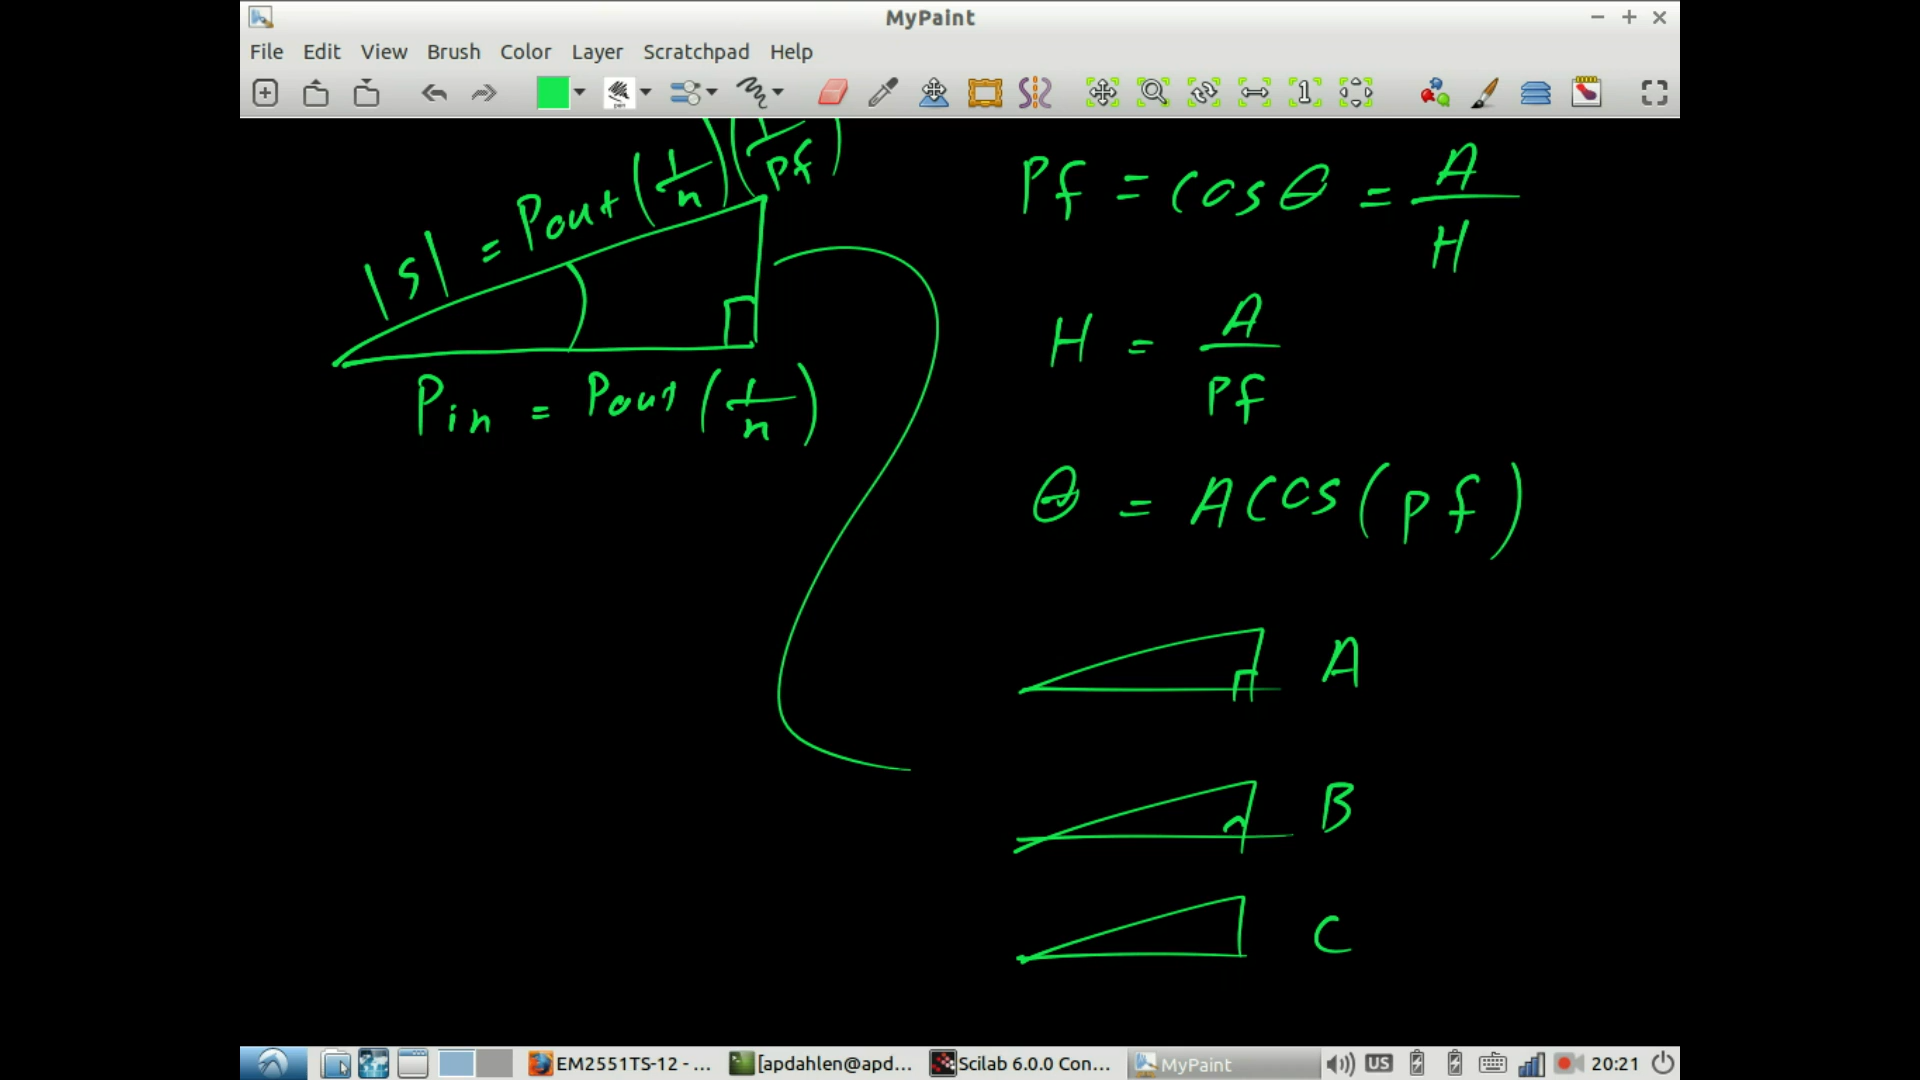 MyPaint
File Edit View Brush Color Layer Scratchpad Help
1
|S| = Pout (1/n)(1/pf)
Pin = Pout (1/n)
Pf = cos θ = A/H
H = A/Pf
θ = Acos(pf)
A
B
C
EM2551TS-12 - ... [apdahlen@apd... Scilab 6.0.0 Con... MyPaint US 20:21